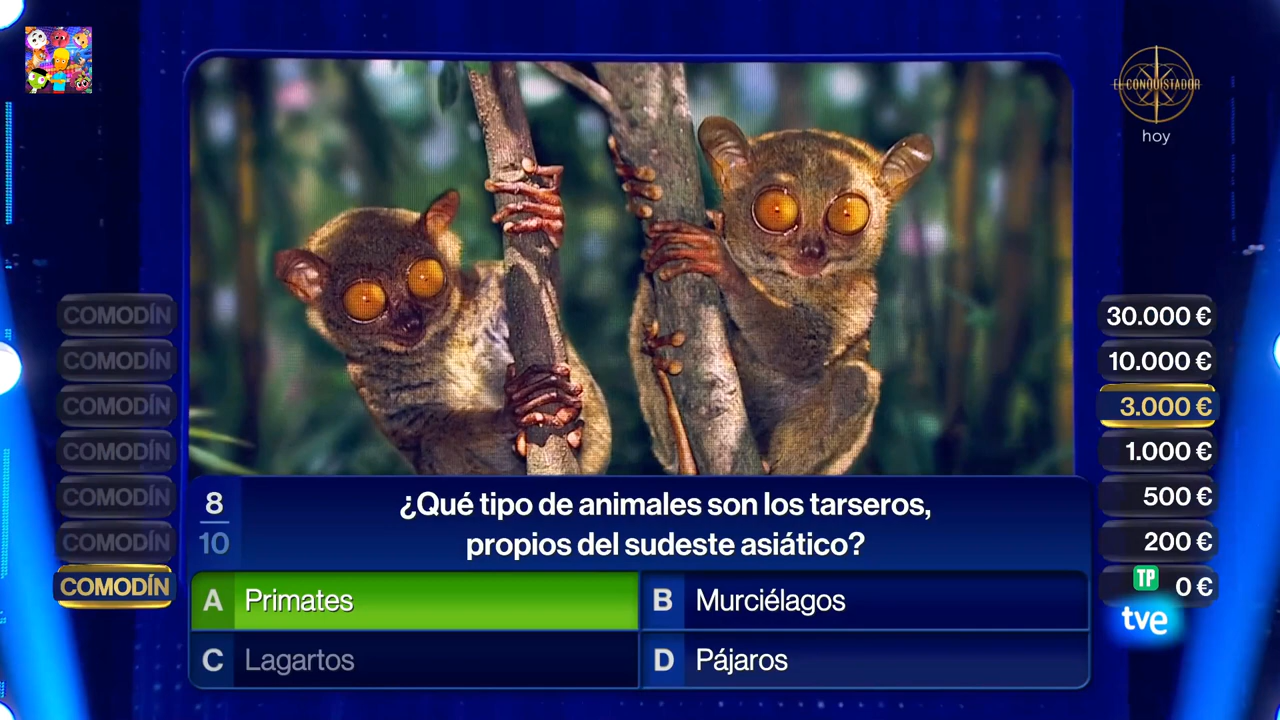 EL CONQUISTADOR
hoy
COMODÍN
COMODÍN
COMODÍN
COMODÍN
COMODÍN
COMODÍN
COMODÍN
30.000 €
10.000 €
3.000 €
1.000 €
500 €
200 €
TP 0 €
tve
8
10
¿Qué tipo de animales son los tarseros,
propios del sudeste asiático?
A Primates
B Murciélagos
C Lagartos
D Pájaros